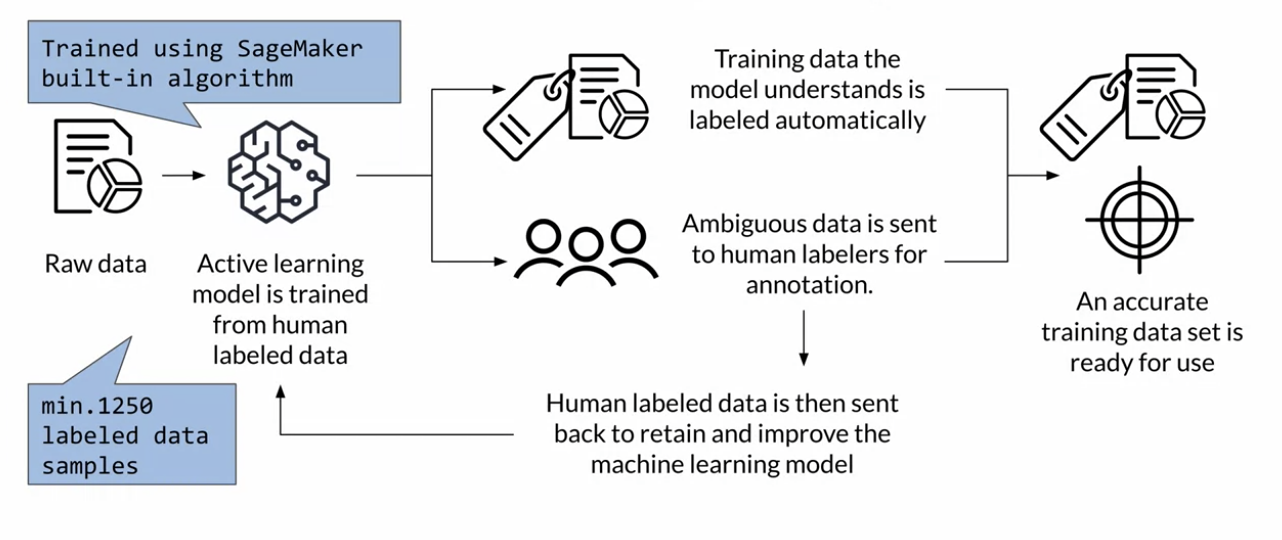 Trained using SageMaker
built-in algorithm
Raw data
Active learning
model is trained
from human
labeled data
min.1250
labeled data
samples
Training data the
model understands is
labeled automatically
Ambiguous data is sent
to human labelers for
annotation.
Human labeled data is then sent
back to retain and improve the
machine learning model
An accurate
training data set is
ready for use